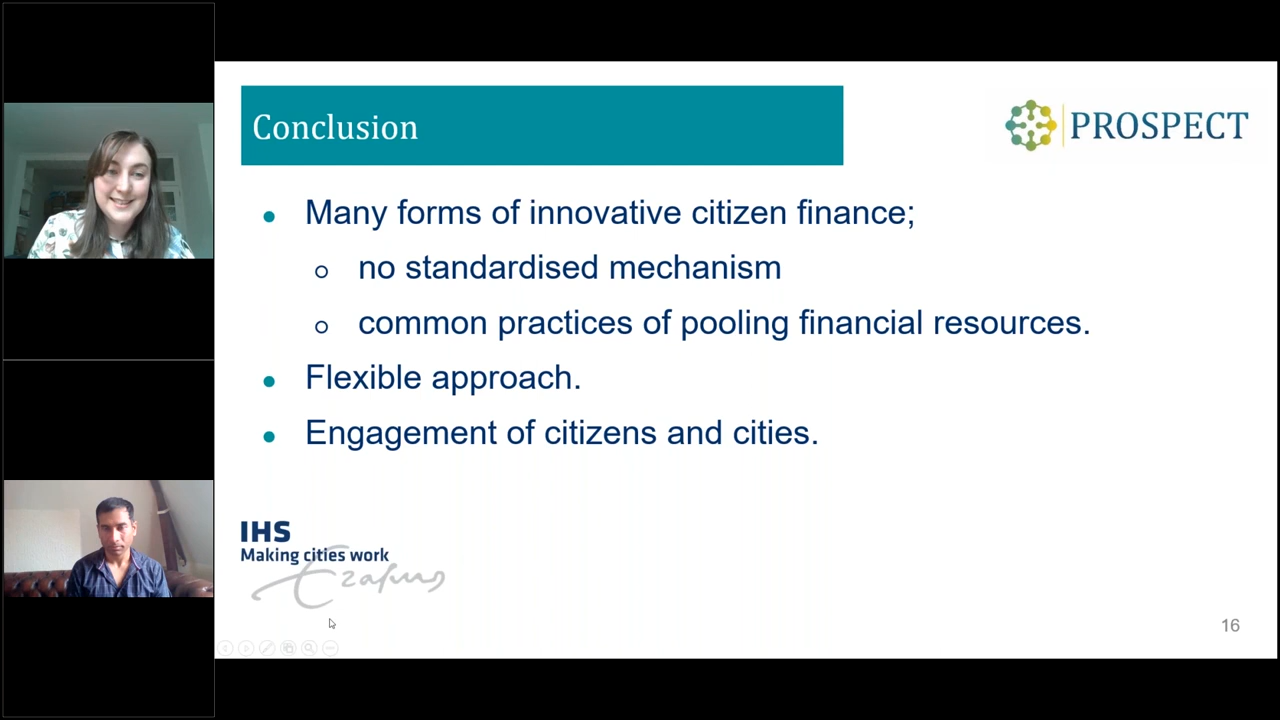 Conclusion
PROSPECT
Many forms of innovative citizen finance;
no standardised mechanism
common practices of pooling financial resources.
Flexible approach.
Engagement of citizens and cities.
IHS
Making cities work
Erasmus
16